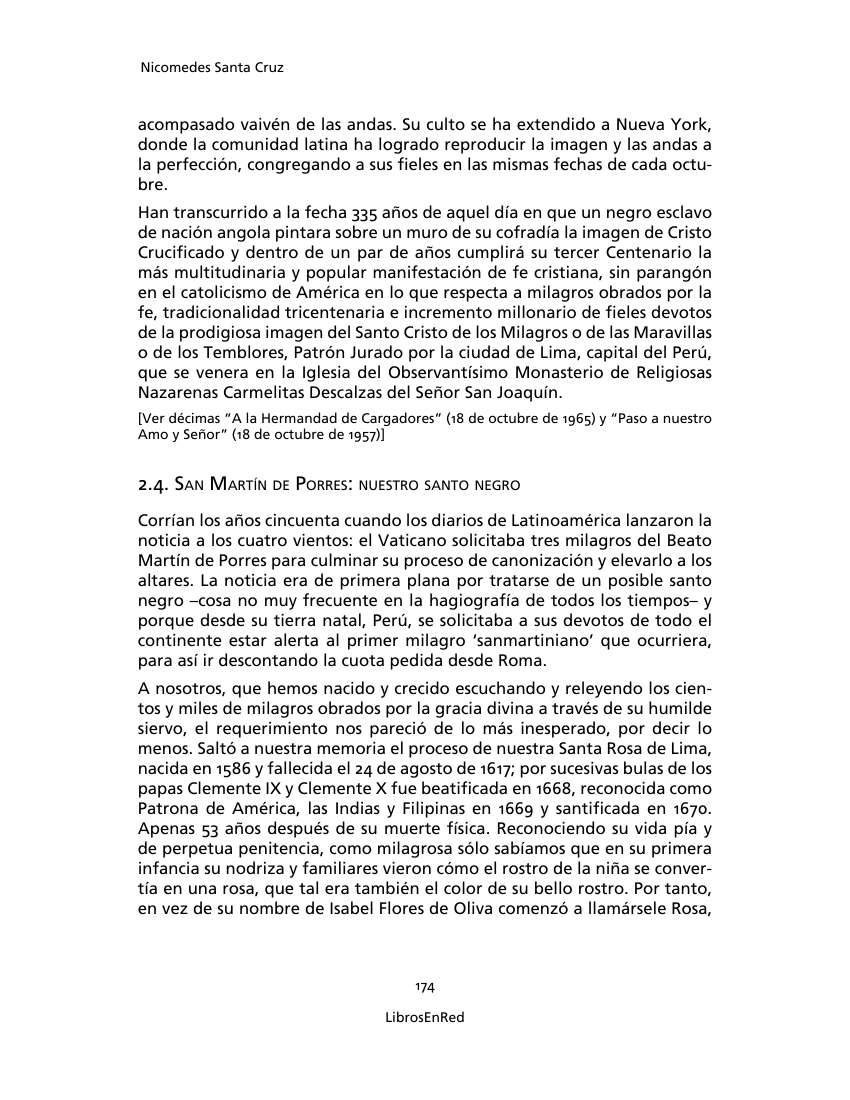 Nicomedes Santa Cruz
acompasado vaivén de las andas. Su culto se ha extendido a Nueva York,
donde la comunidad latina ha logrado reproducir la imagen y las andas a
la perfección, congregando a sus fieles en las mismas fechas de cada octu-
bre.
Han transcurrido a la fecha 335 años de aquel día en que un negro esclavo
de nación angola pintara sobre un muro de su cofradía la imagen de Cristo
Crucificado y dentro de un par de años cumplirá su tercer Centenario la
más multitudinaria y popular manifestación de fe cristiana, sin parangón
en el catolicismo de América en lo que respecta a milagros obrados por la
fe, tradicionalidad tricentenaria e incremento millonario de fieles devotos
de la prodigiosa imagen del Santo Cristo de los Milagros o de las Maravillas
o de los Temblores, Patrón Jurado por la ciudad de Lima, capital del Perú,
que se venera en la Iglesia del Observantísimo Monasterio de Religiosas
Nazarenas Carmelitas Descalzas del Señor San Joaquín.
[Ver décimas “A la Hermandad de Cargadores” (18 de octubre de 1965) y “Paso a nuestro
Amo y Señor” (18 de octubre de 1957)]
2.4. San Martín de Porres: nuestro santo negro
Corrían los años cincuenta cuando los diarios de Latinoamérica lanzaron la
noticia a los cuatro vientos: el Vaticano solicitaba tres milagros del Beato
Martín de Porres para culminar su proceso de canonización y elevarlo a los
altares. La noticia era de primera plana por tratarse de un posible santo
negro –cosa no muy frecuente en la hagiografía de todos los tiempos– y
porque desde su tierra natal, Perú, se solicitaba a sus devotos de todo el
continente estar alerta al primer milagro ‘sanmartiniano’ que ocurriera,
para así ir descontando la cuota pedida desde Roma.
A nosotros, que hemos nacido y crecido escuchando y releyendo los cien-
tos y miles de milagros obrados por la gracia divina a través de su humilde
siervo, el requerimiento nos pareció de lo más inesperado, por decir lo
menos. Saltó a nuestra memoria el proceso de nuestra Santa Rosa de Lima,
nacida en 1586 y fallecida el 24 de agosto de 1617; por sucesivas bulas de los
papas Clemente IX y Clemente X fue beatificada en 1668, reconocida como
Patrona de América, las Indias y Filipinas en 1669 y santificada en 1670.
Apenas 53 años después de su muerte física. Reconociendo su vida pía y
de perpetua penitencia, como milagrosa sólo sabíamos que en su primera
infancia su nodriza y familiares vieron cómo el rostro de la niña se conver-
tía en una rosa, que tal era también el color de su bello rostro. Por tanto,
en vez de su nombre de Isabel Flores de Oliva comenzó a llamársele Rosa,
174
LibrosEnRed